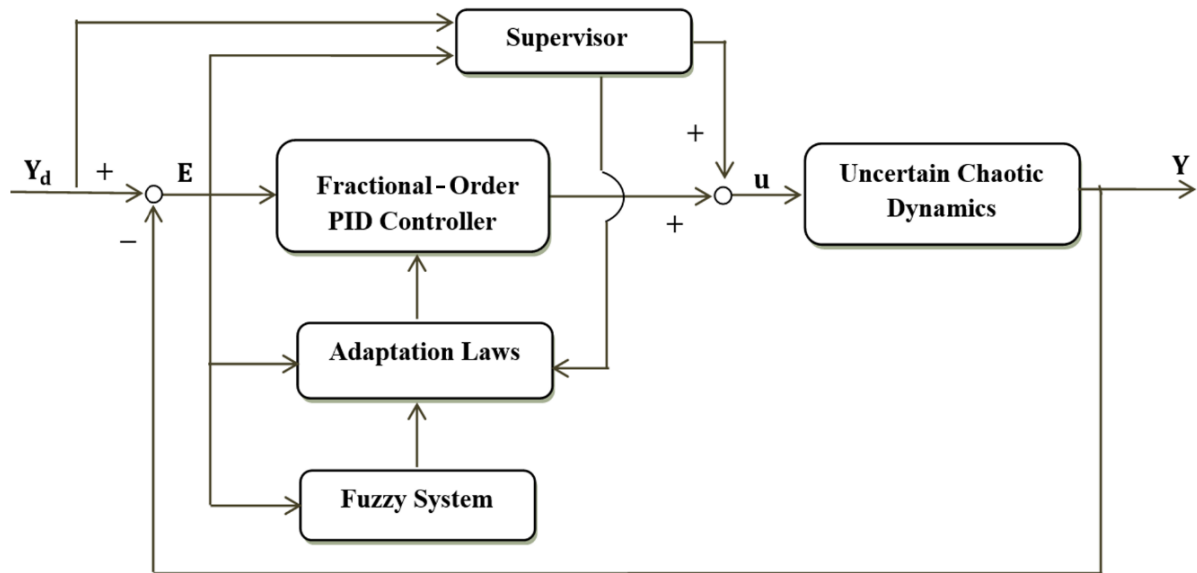 Supervisor
+
Y_d
+
E
Fractional-Order
PID Controller
+
u
Uncertain Chaotic
Dynamics
Y
−
Adaptation Laws
Fuzzy System